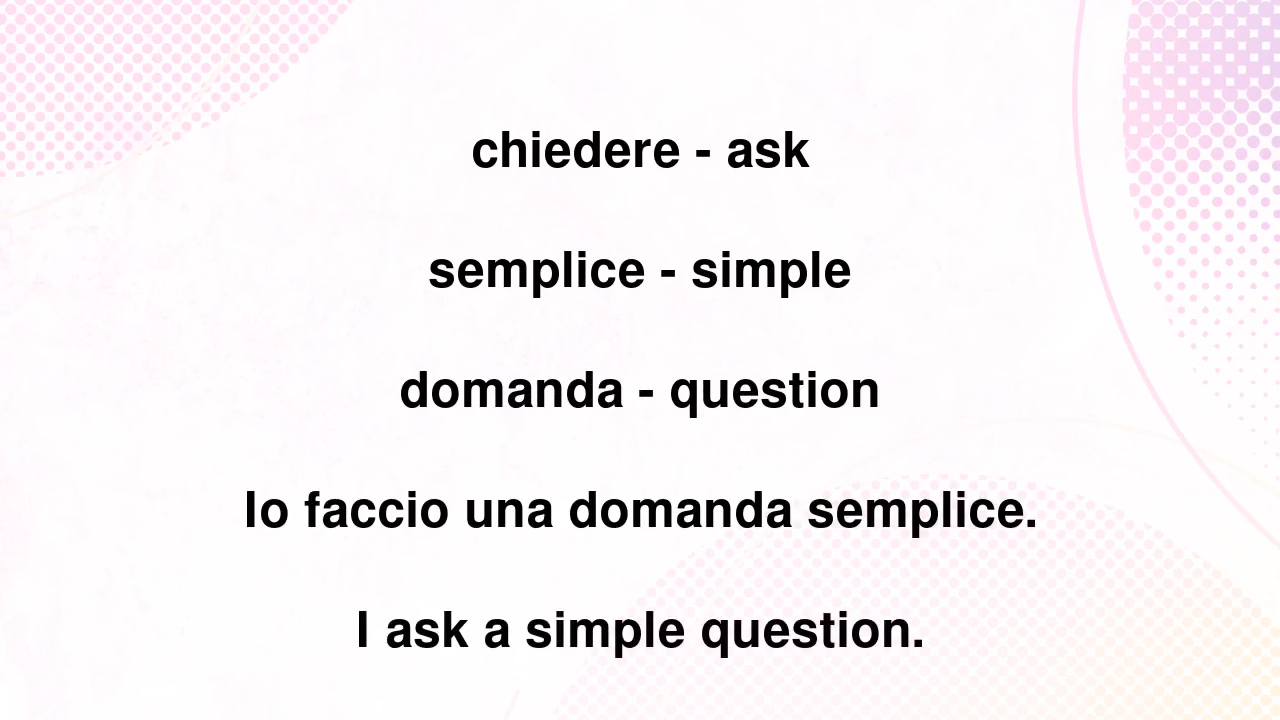 chiedere - ask
semplice - simple
domanda - question
Io faccio una domanda semplice.
I ask a simple question.